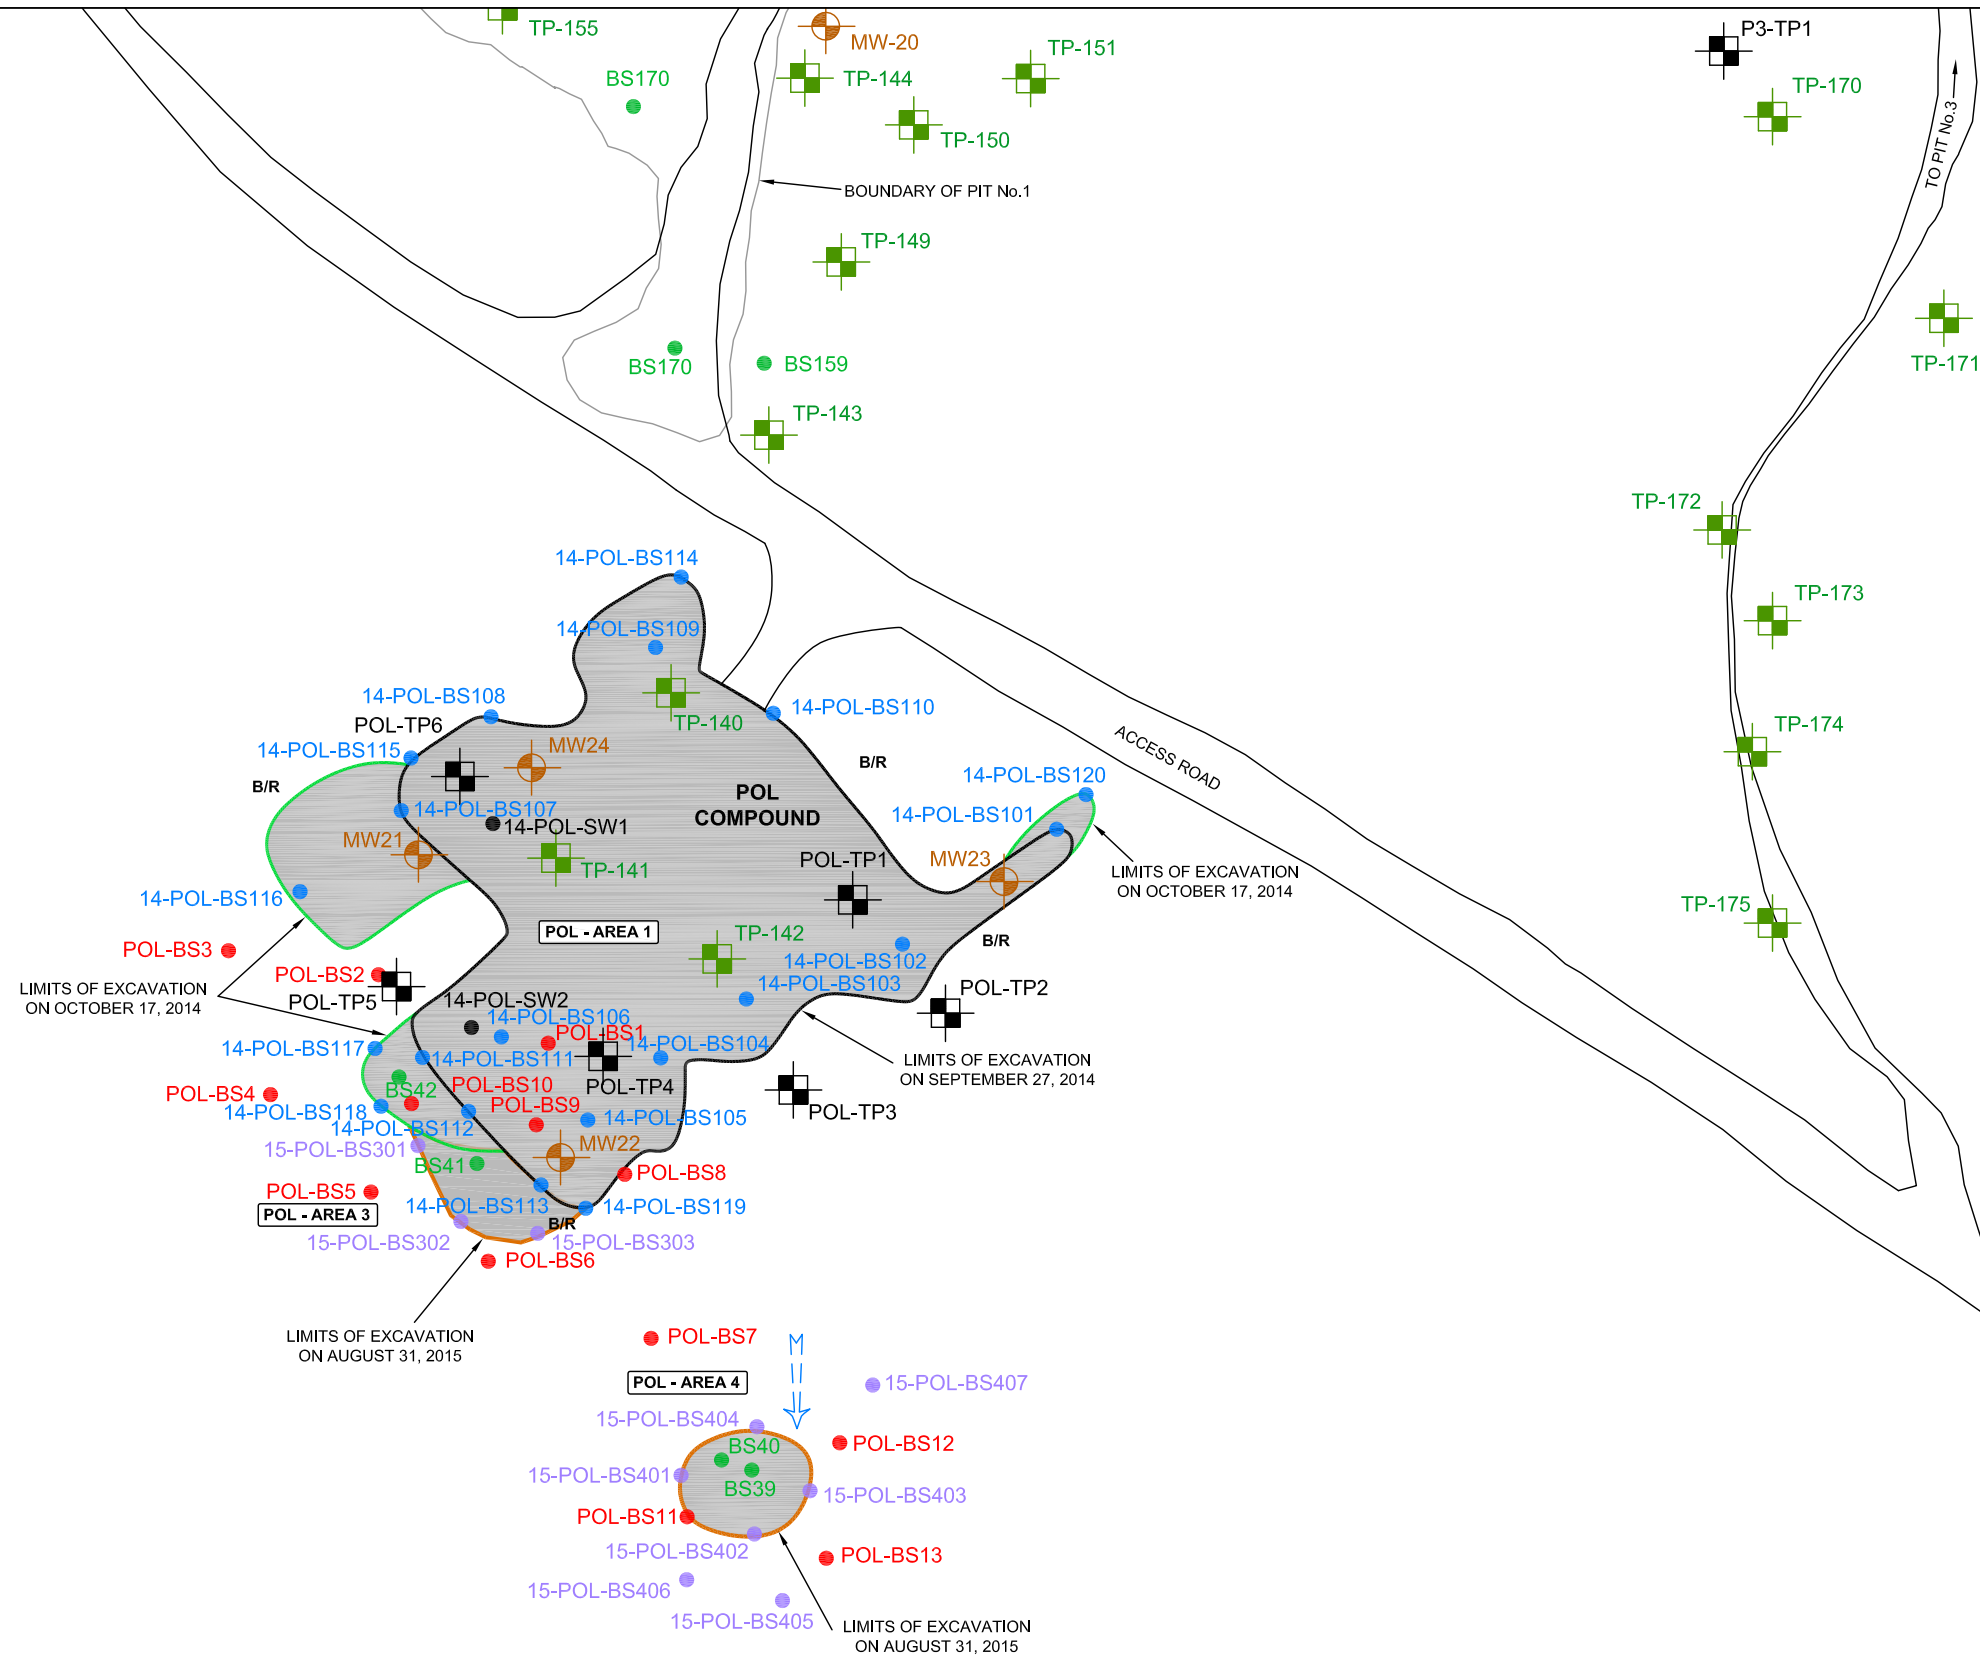 TP-155
MW-20
TP-144
TP-151
P3-TP1
BS170
TP-150
TP-170
TO PIT No.3
BOUNDARY OF PIT No.1
TP-149
BS170
BS159
TP-171
TP-143
TP-172
14-POL-BS114
TP-173
14-POL-BS109
14-POL-BS108
14-POL-BS110
TP-140
TP-174
POL-TP6
14-POL-BS115
MW24
ACCESS ROAD
B/R
B/R
14-POL-BS120
POL
COMPOUND
14-POL-BS107
14-POL-BS101
14-POL-SW1
MW21
POL-TP1
MW23
TP-141
LIMITS OF EXCAVATION
ON OCTOBER 17, 2014
14-POL-BS116
TP-175
POL - AREA 1
TP-142
B/R
POL-BS3
14-POL-BS102
POL-BS2
14-POL-BS103
LIMITS OF EXCAVATION
ON OCTOBER 17, 2014
POL-TP5
POL-TP2
14-POL-SW2
14-POL-BS106
POL-BS1
14-POL-BS104
14-POL-BS117
14-POL-BS111
LIMITS OF EXCAVATION
ON SEPTEMBER 27, 2014
POL-BS10
POL-TP4
BS42
POL-BS4
POL-BS9
14-POL-BS118
POL-TP3
14-POL-BS105
14-POL-BS112
15-POL-BS301
MW22
BS41
POL-BS8
POL-BS5
14-POL-BS113
14-POL-BS119
POL - AREA 3
B/R
15-POL-BS302
15-POL-BS303
POL-BS6
LIMITS OF EXCAVATION
ON AUGUST 31, 2015
POL-BS7
POL - AREA 4
15-POL-BS407
15-POL-BS404
BS40
POL-BS12
15-POL-BS401
BS39
15-POL-BS403
POL-BS11
15-POL-BS402
POL-BS13
15-POL-BS406
15-POL-BS405
LIMITS OF EXCAVATION
ON AUGUST 31, 2015